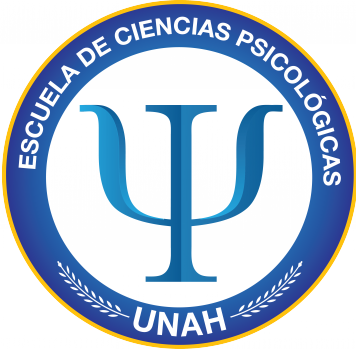 ESCUELA DE CIENCIAS PSICOLÓGICAS
Ψ
UNAH